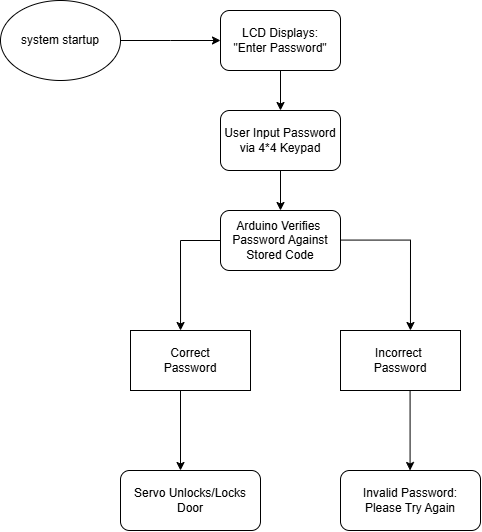 system startup
LCD Displays:
"Enter Password"
User Input Password
via 4*4 Keypad
Arduino Verifies
Password Against
Stored Code
Correct
Password
Incorrect
Password
Servo Unlocks/Locks
Door
Invalid Password:
Please Try Again